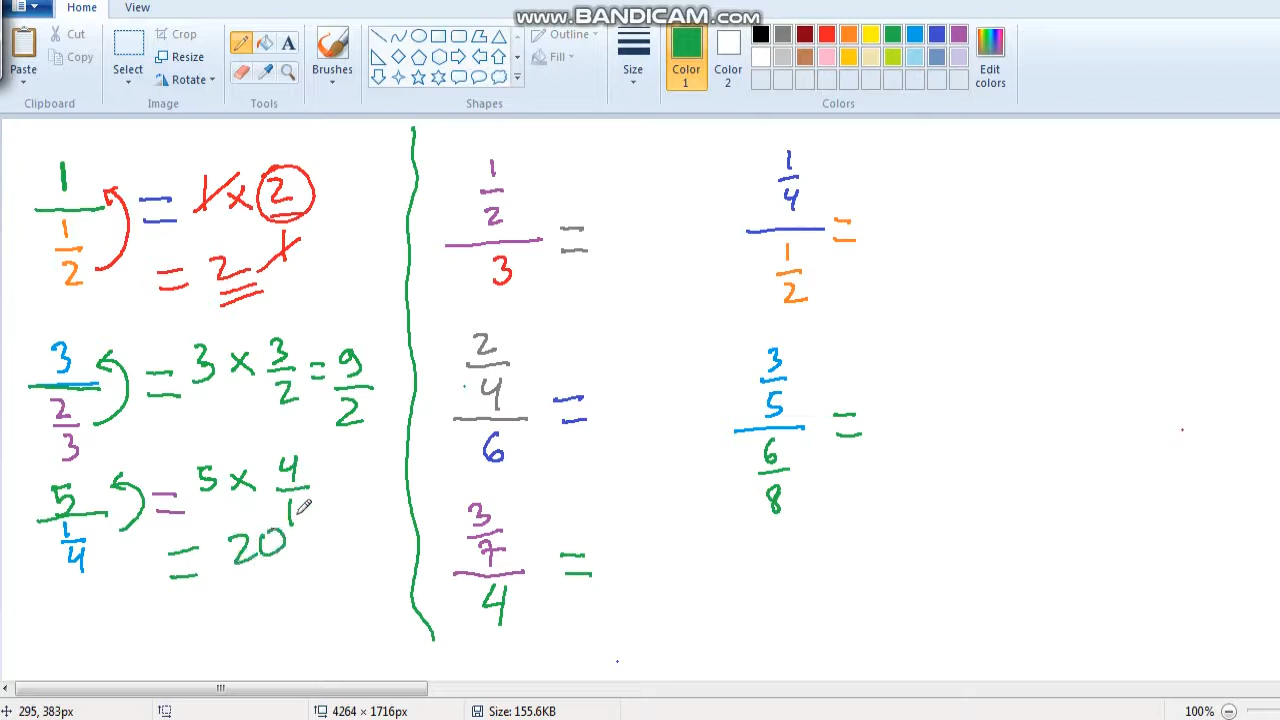 www.BANDICAM.com
Home View
Paste Cut Copy Select Crop Resize Rotate Brushes Outline Fill Size Color 1 Color 2 Edit colors
Clipboard Image Tools Shapes Colors
1 / (1/2) = 1 x 2
= 2 1
3 / (2/3) = 3 x 3/2 = 9/2
5 / (1/4) = 5 x 4/1
= 20
(1/2) / 3 =
(2/4) / 6 =
(3/7) / 4 =
(1/4) / (1/2) =
(3/5) / (6/8) =
295, 383px 4264 × 1716px Size: 155.6KB 100%